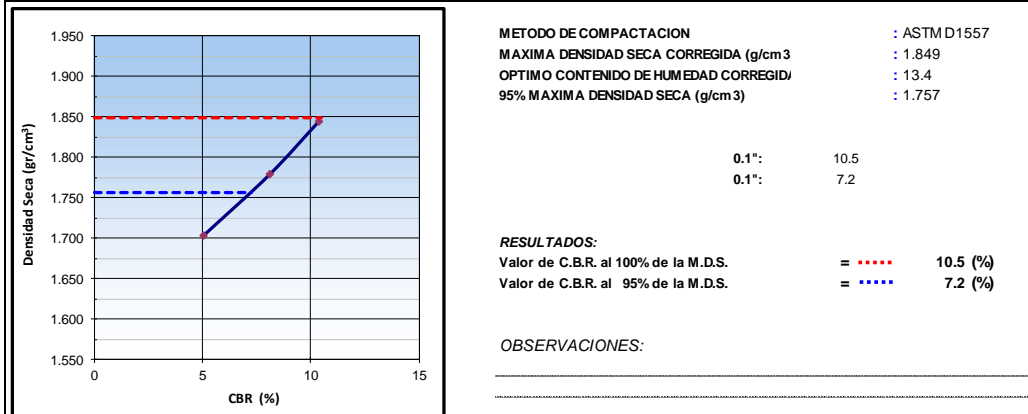 1.950
1.900
1.850
1.800
1.750
1.700
1.650
1.600
1.550
0 5 10 15
Densidad Seca (gr/cm³)
CBR (%)
METODO DE COMPACTACION : ASTM D1557
MAXIMA DENSIDAD SECA CORREGIDA (g/cm3 : 1.849
OPTIMO CONTENIDO DE HUMEDAD CORREGIDA : 13.4
95% MAXIMA DENSIDAD SECA (g/cm3) : 1.757
0.1": 10.5
0.1": 7.2
RESULTADOS:
Valor de C.B.R. al 100% de la M.D.S. = 10.5 (%)
Valor de C.B.R. al 95% de la M.D.S. = 7.2 (%)
OBSERVACIONES: